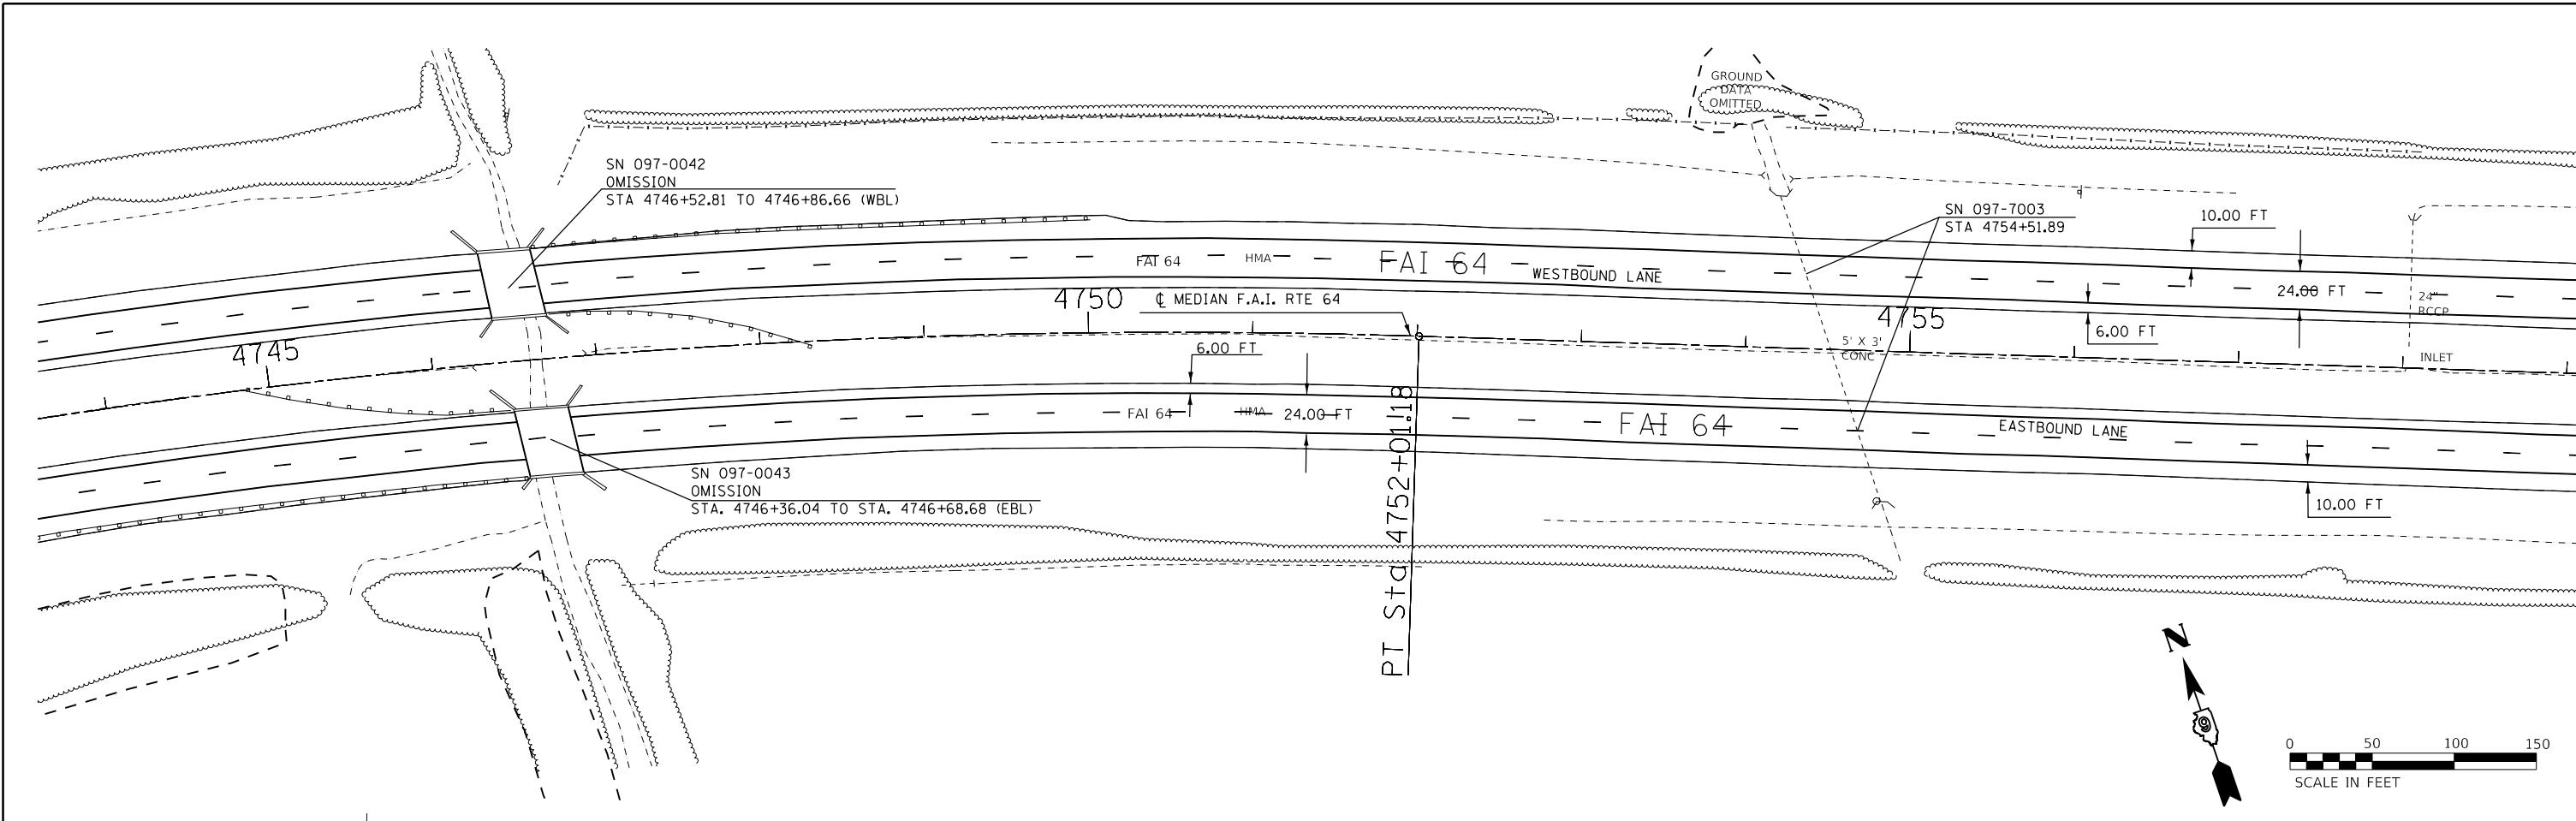 GROUND
DATA
OMITTED
SN 097-0042
OMISSION
STA 4746+52.81 TO 4746+86.66 (WBL)
SN 097-7003
STA 4754+51.89
10.00 FT
FAI 64
HMA
FAI 64
WESTBOUND LANE
24.00 FT
24"
RCCP
4750
℄ MEDIAN F.A.I. RTE 64
4755
6.00 FT
4745
6.00 FT
5' X 3'
CONC
INLET
FAI 64
HMA
24.00 FT
FAI 64
EASTBOUND LANE
PT Sta 4752+01.18
SN 097-0043
OMISSION
STA. 4746+36.04 TO STA. 4746+68.68 (EBL)
10.00 FT
N
9
0 50 100 150
SCALE IN FEET